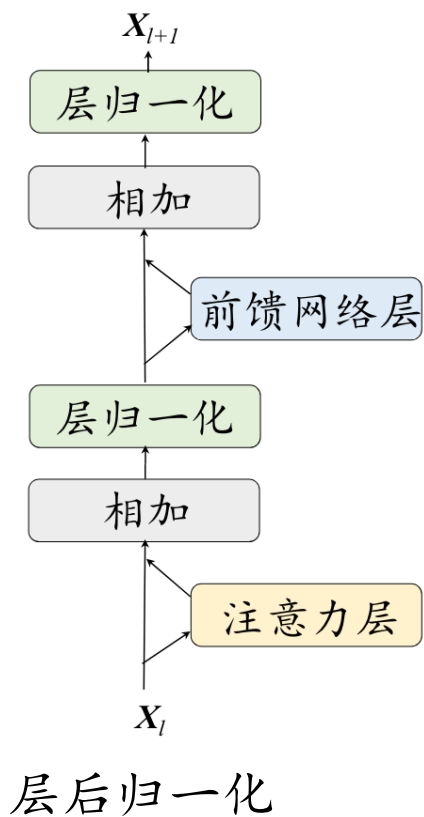 X_{l+1}
层归一化
相加
前馈网络层
层归一化
相加
注意力层
X_l
层后归一化